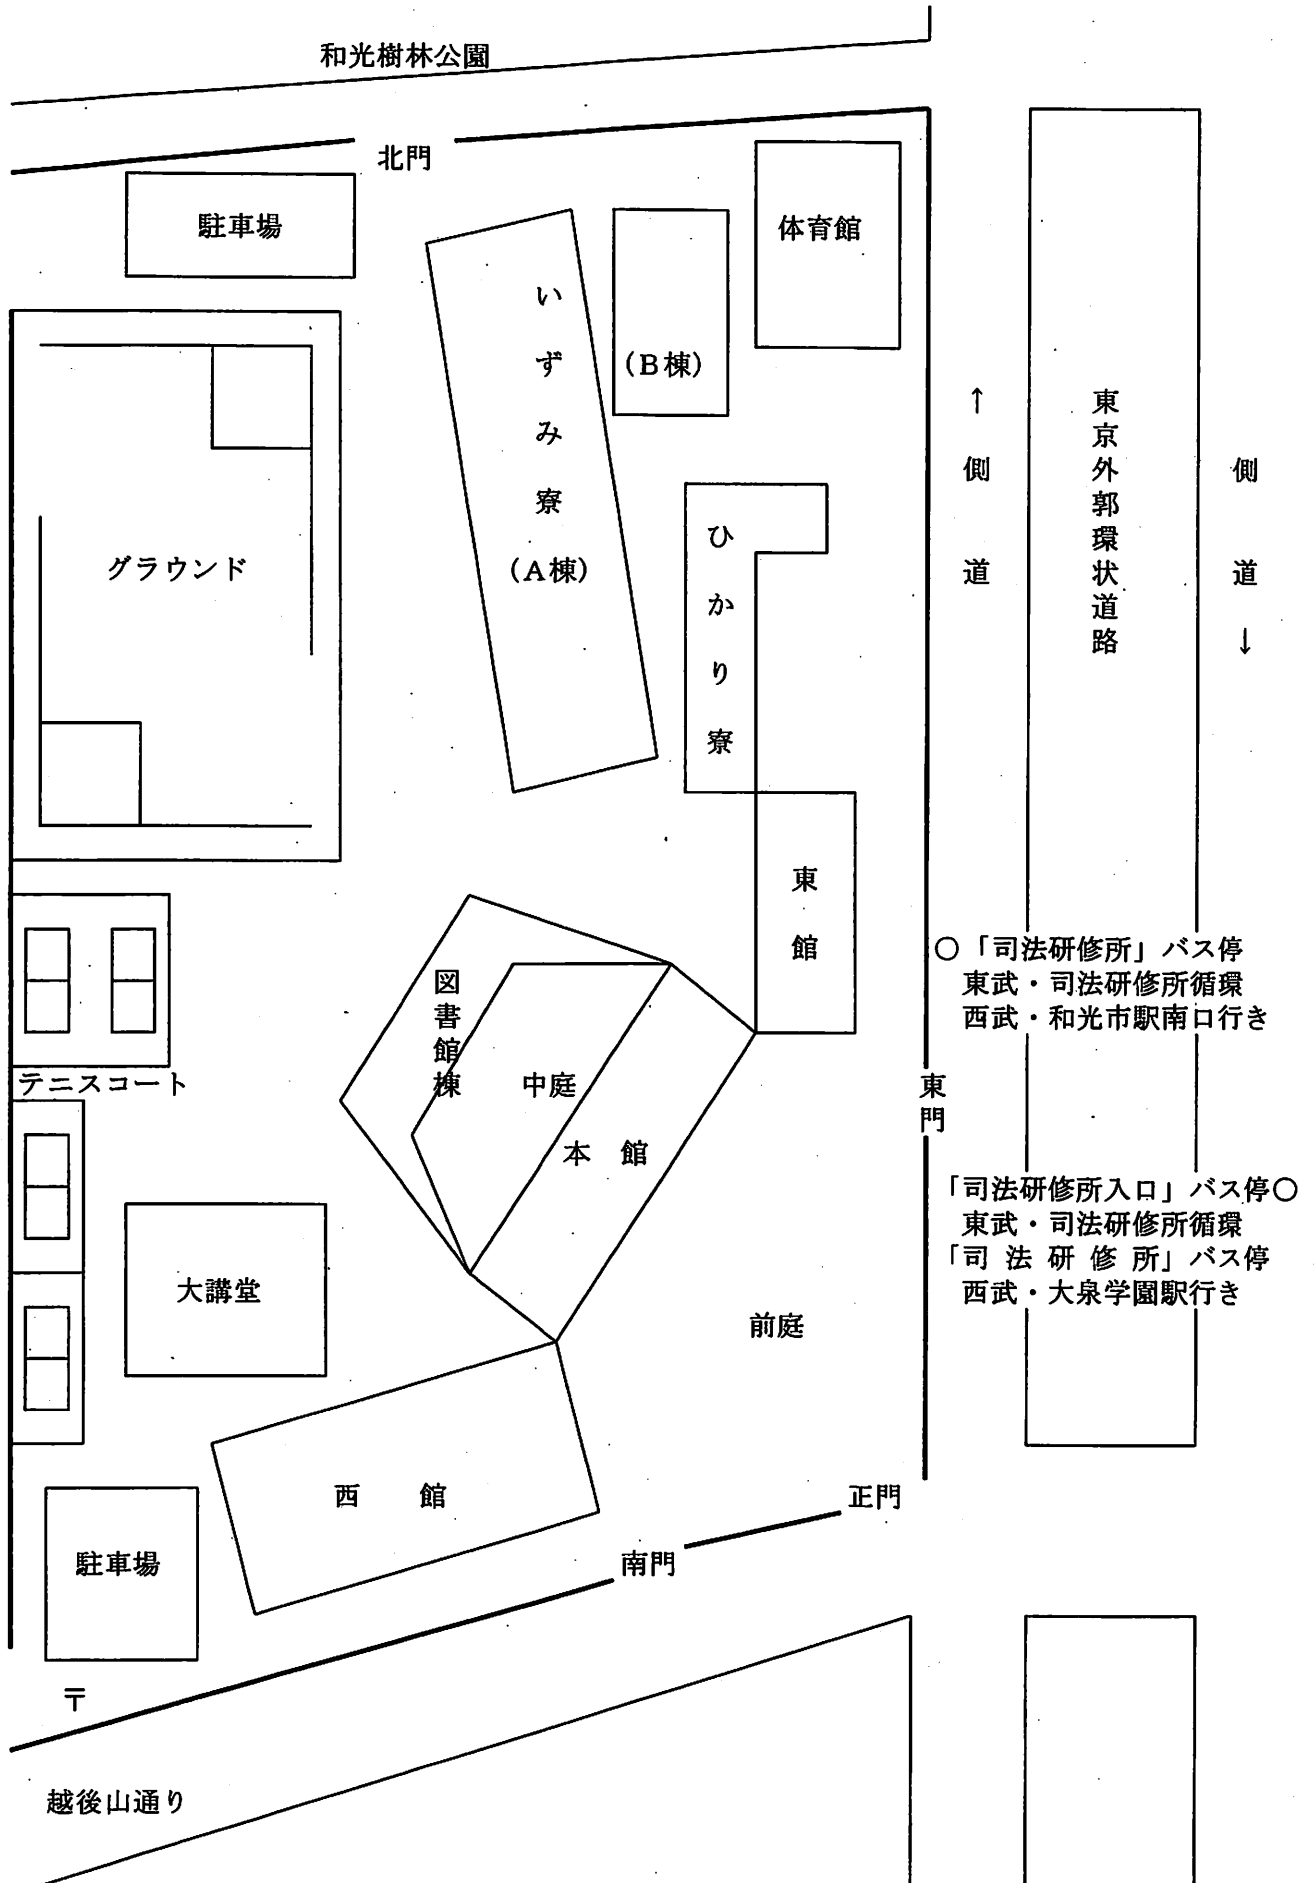 和光樹林公園
北門
駐車場
体育館
いずみ寮
(A棟)
(B棟)
グラウンド
ひかり寮
↑側道
東京外郭環状道路
側道↓
東館
○「司法研修所」バス停
東武・司法研修所循環
西武・和光市駅南口行き
図書館棟
中庭
テニスコート
東門
本館
「司法研修所入口」バス停○
東武・司法研修所循環
「司法研修所」バス停
西武・大泉学園駅行き
大講堂
前庭
西館
正門
南門
駐車場
〒
越後山通り